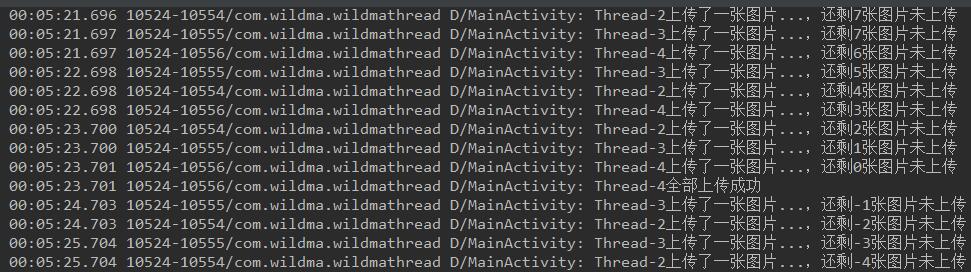 00:05:21.696 10524-10554/com.wildma.wildmathread D/MainActivity: Thread-2上传了一张图片...，还剩7张图片未上传
00:05:21.697 10524-10555/com.wildma.wildmathread D/MainActivity: Thread-3上传了一张图片...，还剩7张图片未上传
00:05:21.697 10524-10556/com.wildma.wildmathread D/MainActivity: Thread-4上传了一张图片...，还剩6张图片未上传
00:05:22.698 10524-10555/com.wildma.wildmathread D/MainActivity: Thread-3上传了一张图片...，还剩5张图片未上传
00:05:22.698 10524-10554/com.wildma.wildmathread D/MainActivity: Thread-2上传了一张图片...，还剩4张图片未上传
00:05:22.698 10524-10556/com.wildma.wildmathread D/MainActivity: Thread-4上传了一张图片...，还剩3张图片未上传
00:05:23.700 10524-10554/com.wildma.wildmathread D/MainActivity: Thread-2上传了一张图片...，还剩2张图片未上传
00:05:23.700 10524-10555/com.wildma.wildmathread D/MainActivity: Thread-3上传了一张图片...，还剩1张图片未上传
00:05:23.701 10524-10556/com.wildma.wildmathread D/MainActivity: Thread-4上传了一张图片...，还剩0张图片未上传
00:05:23.701 10524-10556/com.wildma.wildmathread D/MainActivity: Thread-4全部上传成功
00:05:24.703 10524-10555/com.wildma.wildmathread D/MainActivity: Thread-3上传了一张图片...，还剩-1张图片未上传
00:05:24.703 10524-10554/com.wildma.wildmathread D/MainActivity: Thread-2上传了一张图片...，还剩-2张图片未上传
00:05:25.704 10524-10555/com.wildma.wildmathread D/MainActivity: Thread-3上传了一张图片...，还剩-3张图片未上传
00:05:25.704 10524-10554/com.wildma.wildmathread D/MainActivity: Thread-2上传了一张图片...，还剩-4张图片未上传